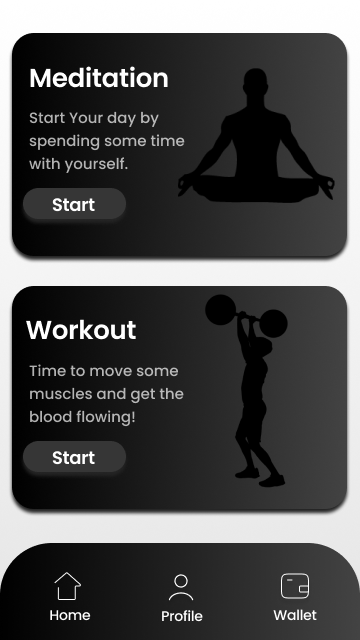 Meditation
Start Your day by
spending some time
with yourself.
Start
Workout
Time to move some
muscles and get the
blood flowing!
Start
Home
Profile
Wallet